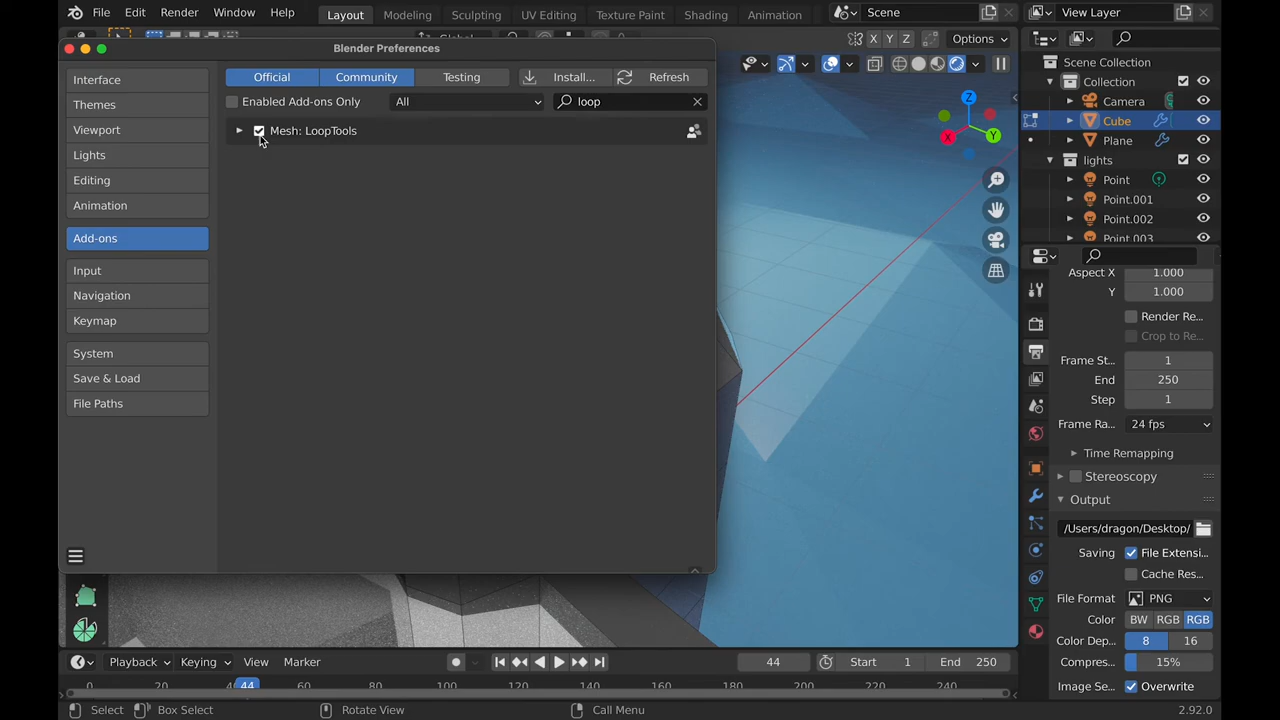 File Edit Render Window Help Layout Modeling Sculpting UV Editing Texture Paint Shading Animation Scene View Layer
Global X Y Z Options
Blender Preferences
Interface
Themes
Viewport
Lights
Editing
Animation
Add-ons
Input
Navigation
Keymap
System
Save & Load
File Paths
Official Community Testing Install... Refresh
Enabled Add-ons Only All loop
Mesh: LoopTools
Z
X Y
Scene Collection
Collection
Camera
Cube
Plane
lights
Point
Point.001
Point.002
Point.003
Aspect X 1.000
Y 1.000
Render Re...
Crop to Re...
Frame St... 1
End 250
Step 1
Frame Ra... 24 fps
Time Remapping
Stereoscopy
Output
/Users/dragon/Desktop/
Saving File Extensi...
Cache Res...
File Format PNG
Color BW RGB RGB
Color Dep... 8 16
Compres... 15%
Image Se... Overwrite
Playback Keying View Marker 44 Start 1 End 250
0 20 44 60 80 100 120 140 160 180 200 220 240
Select Box Select Rotate View Call Menu 2.92.0